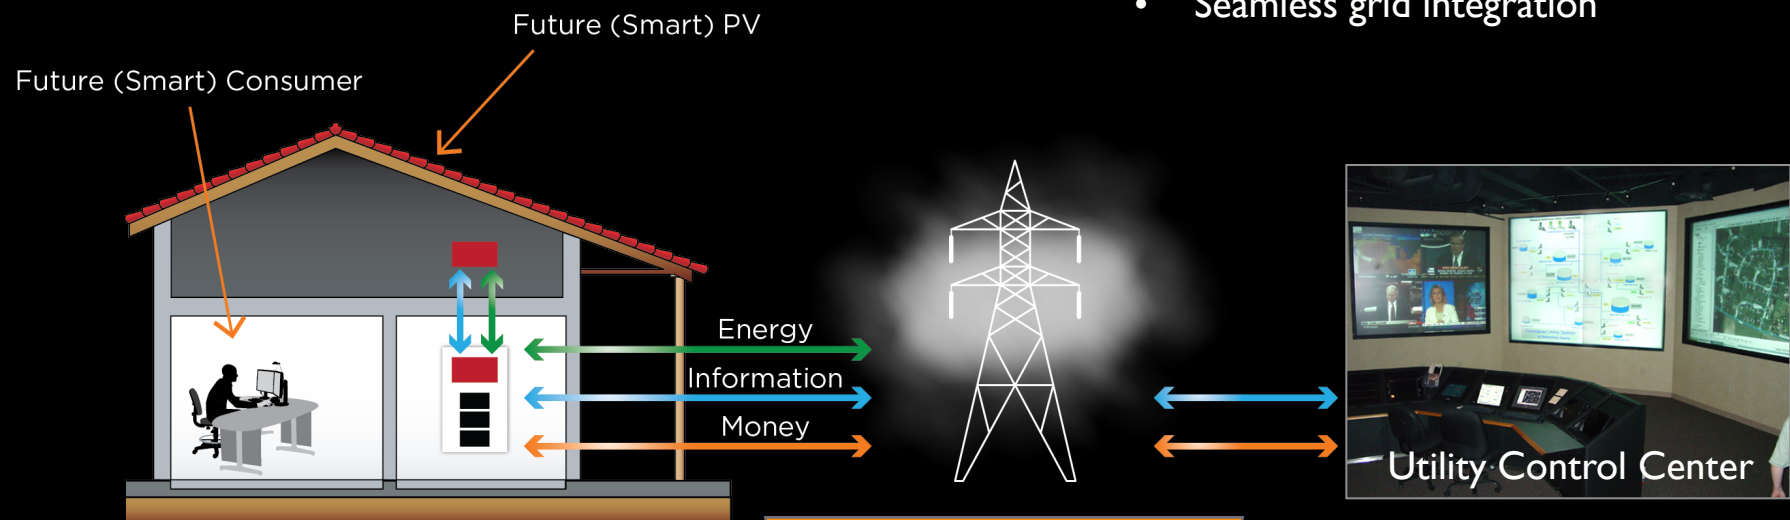 Future (Smart) PV
• Seamless grid integration
Future (Smart) Consumer
Energy
Information
Money
Utility Control Center